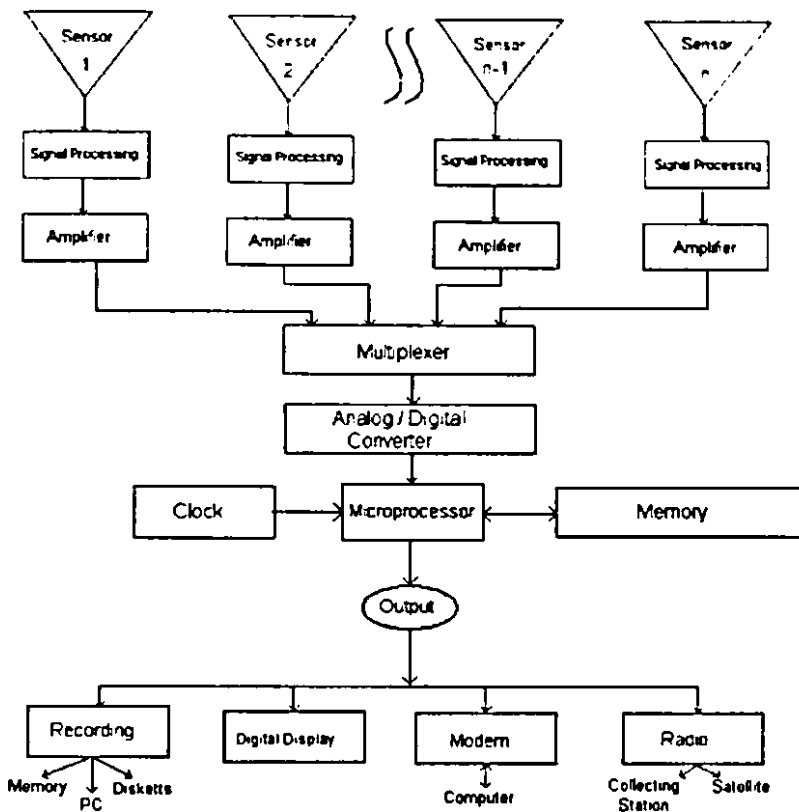 Sensor
1
Sensor
2
Sensor
n-1
Sensor
n
Signal Processing
Signal Processing
Signal Processing
Signal Processing
Amplifier
Amplifier
Amplifier
Amplifier
Multiplexer
Analog / Digital
Converter
Clock
Microprocessor
Memory
Output
Recording
Digital Display
Modem
Radio
Memory
PC
Disketts
Computer
Collecting
Station
Satellite